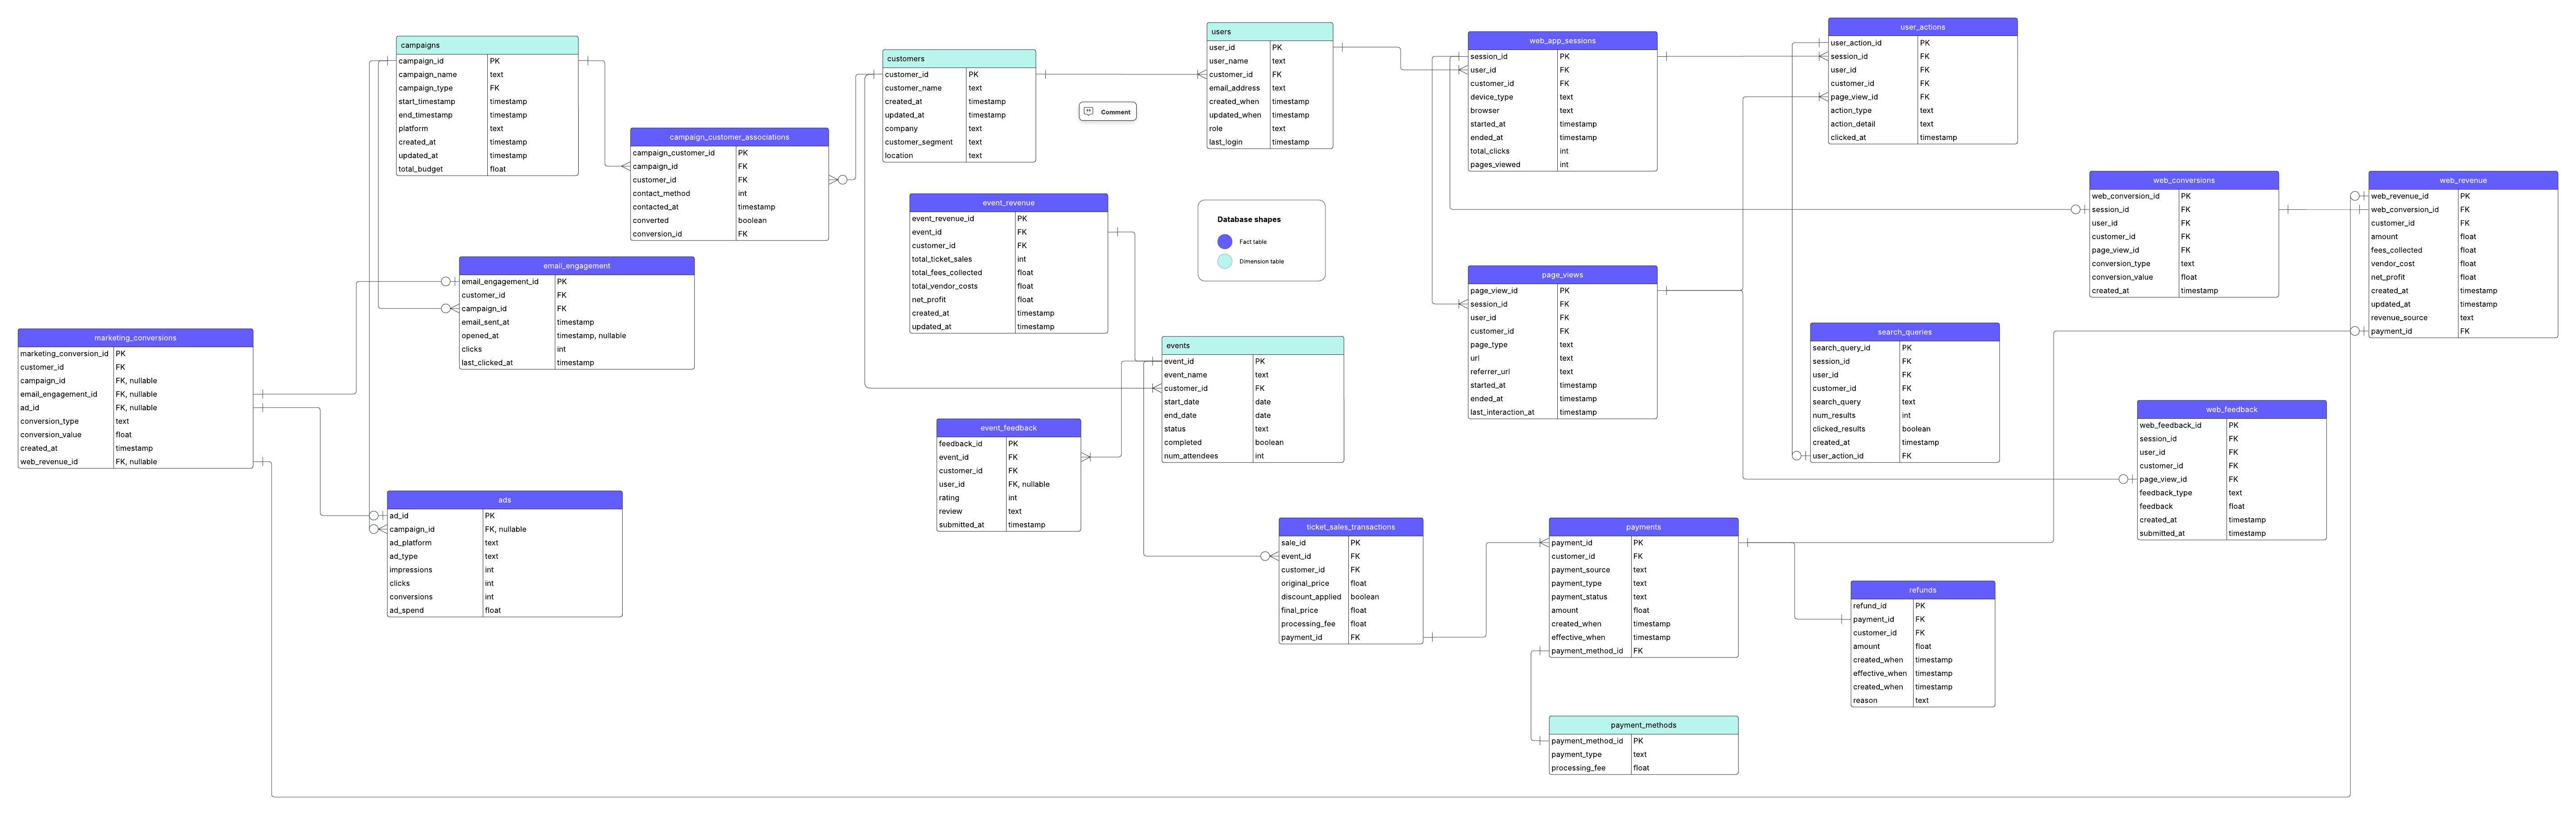 campaigns
campaign_id PK
campaign_name text
campaign_type FK
start_timestamp timestamp
end_timestamp timestamp
platform text
created_at timestamp
updated_at timestamp
total_budget float
campaign_customer_associations
campaign_customer_id PK
campaign_id FK
customer_id FK
contact_method int
contacted_at timestamp
converted boolean
conversion_id FK
customers
customer_id PK
customer_name text
created_at timestamp
updated_at timestamp
company text
customer_segment text
location text
Comment
users
user_id PK
user_name text
customer_id FK
email_address text
created_when timestamp
updated_when timestamp
role text
last_login timestamp
web_app_sessions
session_id PK
user_id FK
customer_id FK
device_type text
browser text
started_at timestamp
ended_at timestamp
total_clicks int
pages_viewed int
user_actions
user_action_id PK
session_id FK
user_id FK
customer_id FK
page_view_id FK
action_type text
action_detail text
clicked_at timestamp
web_conversions
web_conversion_id PK
session_id FK
user_id FK
customer_id FK
page_view_id FK
conversion_type text
conversion_value float
created_at timestamp
web_revenue
web_revenue_id PK
web_conversion_id FK
customer_id FK
amount float
fees_collected float
vendor_cost float
net_profit float
created_at timestamp
updated_at timestamp
revenue_source text
payment_id FK
event_revenue
event_revenue_id PK
event_id FK
customer_id FK
total_ticket_sales int
total_fees_collected float
total_vendor_costs float
net_profit float
created_at timestamp
updated_at timestamp
Database shapes
Fact table
Dimension table
email_engagement
email_engagement_id PK
customer_id FK
campaign_id FK
email_sent_at timestamp
opened_at timestamp, nullable
clicks int
last_clicked_at timestamp
page_views
page_view_id PK
session_id FK
user_id FK
customer_id FK
page_type text
url text
referrer_url text
started_at timestamp
ended_at timestamp
last_interaction_at timestamp
marketing_conversions
marketing_conversion_id PK
customer_id FK
campaign_id FK, nullable
email_engagement_id FK, nullable
ad_id FK, nullable
conversion_type text
conversion_value float
created_at timestamp
web_revenue_id FK, nullable
events
event_id PK
event_name text
customer_id FK
start_date date
end_date date
status text
completed boolean
num_attendees int
search_queries
search_query_id PK
session_id FK
user_id FK
customer_id FK
search_query text
num_results int
clicked_results boolean
created_at timestamp
user_action_id FK
event_feedback
feedback_id PK
event_id FK
customer_id FK
user_id FK, nullable
rating int
review text
submitted_at timestamp
web_feedback
web_feedback_id PK
session_id FK
user_id FK
customer_id FK
page_view_id FK
feedback_type text
feedback float
created_at timestamp
submitted_at timestamp
ads
ad_id PK
campaign_id FK, nullable
ad_platform text
ad_type text
impressions int
clicks int
conversions int
ad_spend float
ticket_sales_transactions
sale_id PK
event_id FK
customer_id FK
original_price float
discount_applied boolean
final_price float
processing_fee float
payment_id FK
payments
payment_id PK
customer_id FK
payment_source text
payment_type text
payment_status text
amount float
created_when timestamp
effective_when timestamp
payment_method_id FK
refunds
refund_id PK
payment_id FK
customer_id FK
amount float
created_when timestamp
effective_when timestamp
created_when timestamp
reason text
payment_methods
payment_method_id PK
payment_type text
processing_fee float